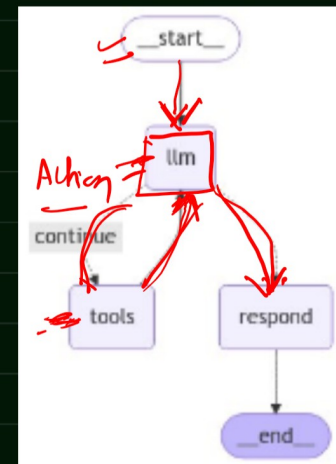 __start__
llm
Action
continue
tools
respond
__end__